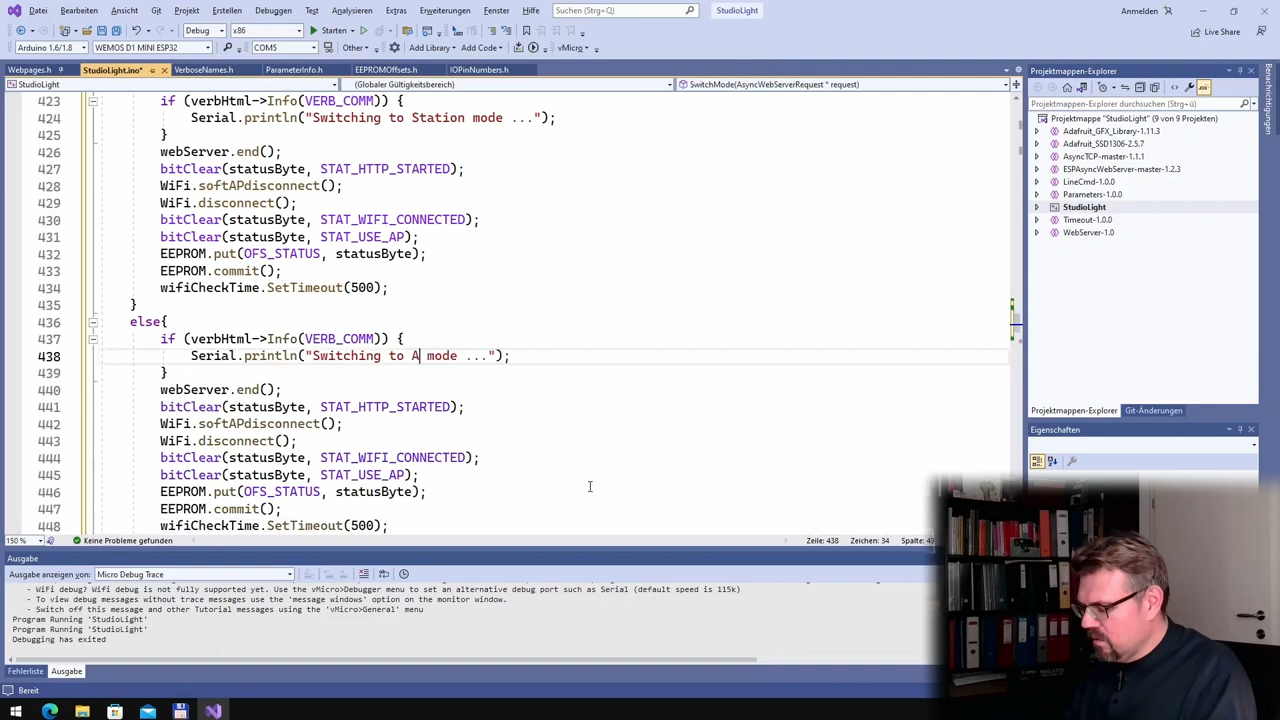 Datei Bearbeiten Ansicht Git Projekt Erstellen Debuggen Test Analysieren Extras Erweiterungen Fenster Hilfe Suchen (Strg+Q) StudioLight Anmelden
Debug x86 Starten Live Share
Arduino 1.6/1.8 WEMOS D1 MINI ESP32 COM5 Other Add Library Add Code vMicro
Webpages.h StudioLight.ino* VerboseNames.h ParameterInfo.h EEPROMOffsets.h IOPinNumbers.h
StudioLight (Globaler Gültigkeitsbereich) SwitchMode(AsyncWebServerRequest * request)
423 if (verbHtml->Info(VERB_COMM)) {
424 Serial.println("Switching to Station mode ...");
425 }
426 webServer.end();
427 bitClear(statusByte, STAT_HTTP_STARTED);
428 WiFi.softAPdisconnect();
429 WiFi.disconnect();
430 bitClear(statusByte, STAT_WIFI_CONNECTED);
431 bitClear(statusByte, STAT_USE_AP);
432 EEPROM.put(OFS_STATUS, statusByte);
433 EEPROM.commit();
434 wifiCheckTime.SetTimeout(500);
435 }
436 else{
437 if (verbHtml->Info(VERB_COMM)) {
438 Serial.println("Switching to A mode ...");
439 }
440 webServer.end();
441 bitClear(statusByte, STAT_HTTP_STARTED);
442 WiFi.softAPdisconnect();
443 WiFi.disconnect();
444 bitClear(statusByte, STAT_WIFI_CONNECTED);
445 bitClear(statusByte, STAT_USE_AP);
446 EEPROM.put(OFS_STATUS, statusByte);
447 EEPROM.commit();
448 wifiCheckTime.SetTimeout(500);
150 % Keine Probleme gefunden Zeile: 438 Zeichen: 34 Spalte:
Ausgabe
Ausgabe anzeigen von: Micro Debug Trace
- WiFi debug? Wifi debug is not fully supported yet. Use the vMicro>Debugger menu to set an alternative debug port such as Serial (default speed is 115k)
- To view debug messages without trace messages use the 'message windows' option on the monitor window.
- Switch off this message and other Tutorial messages using the 'vMicro>General' menu
Program Running 'StudioLight'
Program Running 'StudioLight'
Debugging has exited
Fehlerliste Ausgabe
Bereit
Projektmappen-Explorer
Projektmappen-Explorer durchsuchen (Strg+ü)
Projektmappe "StudioLight" (9 von 9 Projekten)
Adafruit_GFX_Library-1.11.3
Adafruit_SSD1306-2.5.7
AsyncTCP-master-1.1.1
ESPAsyncWebServer-master-1.2.3
LineCmd-1.0.0
Parameters-1.0.0
StudioLight
Timeout-1.0.0
WebServer-1.0
Projektmappen-Explorer Git-Änderungen
Eigenschaften
Benachrichtigungen